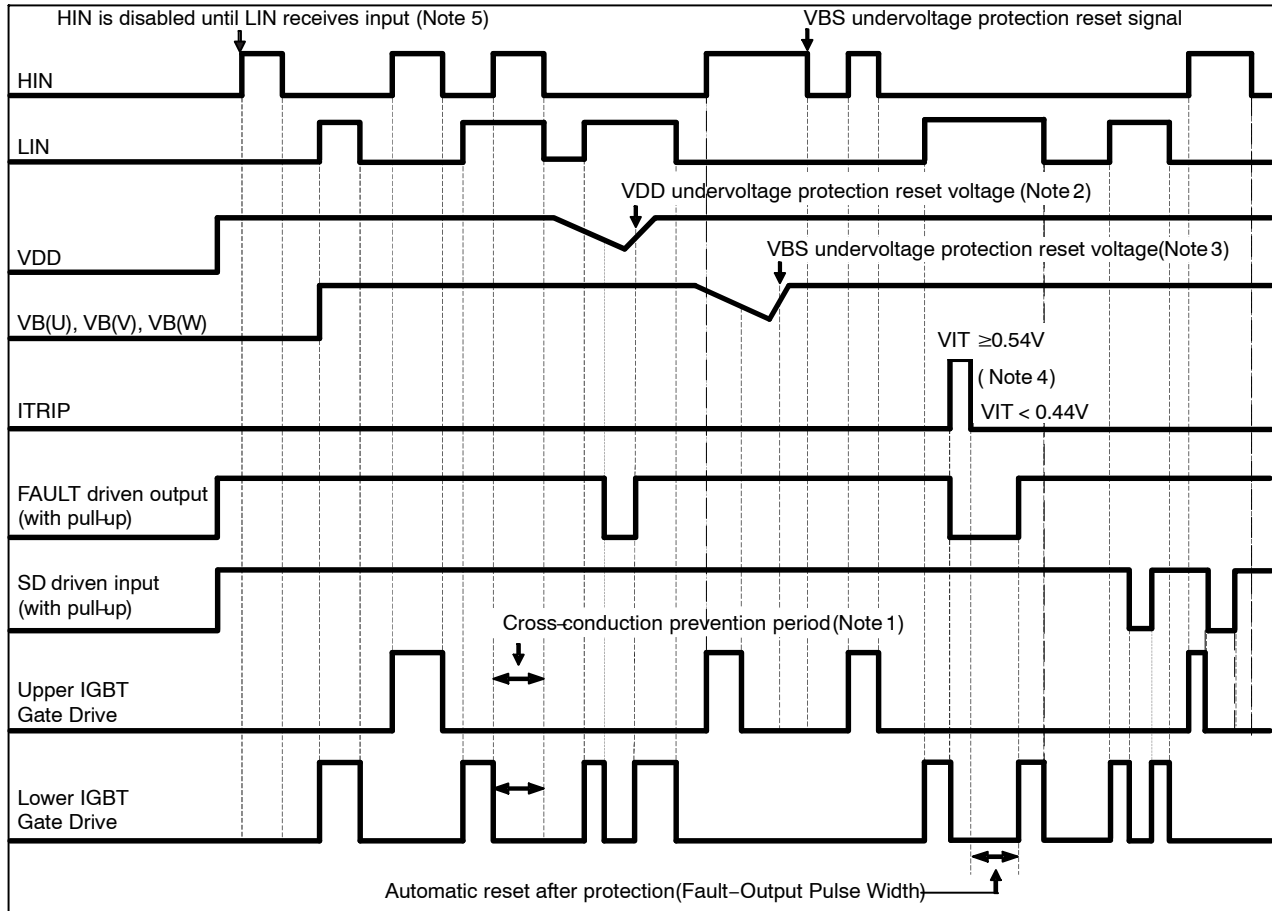 HIN is disabled until LIN receives input (Note 5)
VBS undervoltage protection reset signal
HIN
LIN
VDD undervoltage protection reset voltage (Note 2)
VDD
VBS undervoltage protection reset voltage(Note 3)
VB(U), VB(V), VB(W)
VIT ≥0.54V
( Note 4)
ITRIP
VIT < 0.44V
FAULT driven output
(with pull-up)
SD driven input
(with pull-up)
Cross-conduction prevention period(Note 1)
Upper IGBT
Gate Drive
Lower IGBT
Gate Drive
Automatic reset after protection(Fault-Output Pulse Width)